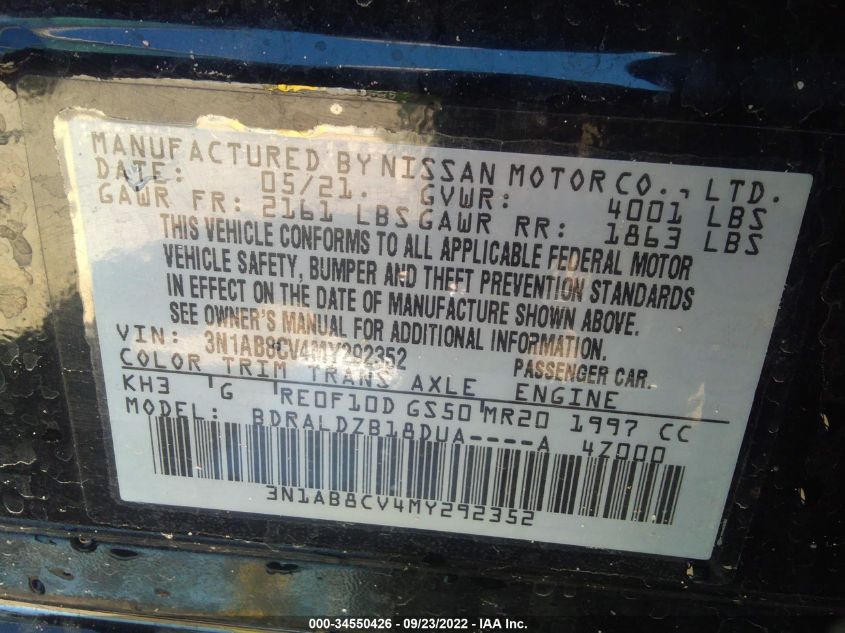 MANUFACTURED BY NISSAN MOTOR CO., LTD.
DATE: 05/21. GVWR: 4001 LBS
GAWR FR: 2161 LBS GAWR RR: 1863 LBS
THIS VEHICLE CONFORMS TO ALL APPLICABLE FEDERAL MOTOR
VEHICLE SAFETY, BUMPER AND THEFT PREVENTION STANDARDS
IN EFFECT ON THE DATE OF MANUFACTURE SHOWN ABOVE.
SEE OWNER'S MANUAL FOR ADDITIONAL INFORMATION.
VIN: 3N1AB8CV4MY292352 PASSENGER CAR.
COLOR TRIM TRANS AXLE ENGINE
KH3 G RE0F10D GS50 MR20 1997 CC
MODEL: BDRALDZB18DUA----A 4Z000
3N1AB8CV4MY292352
000-34550426 - 09/23/2022 - IAA Inc.